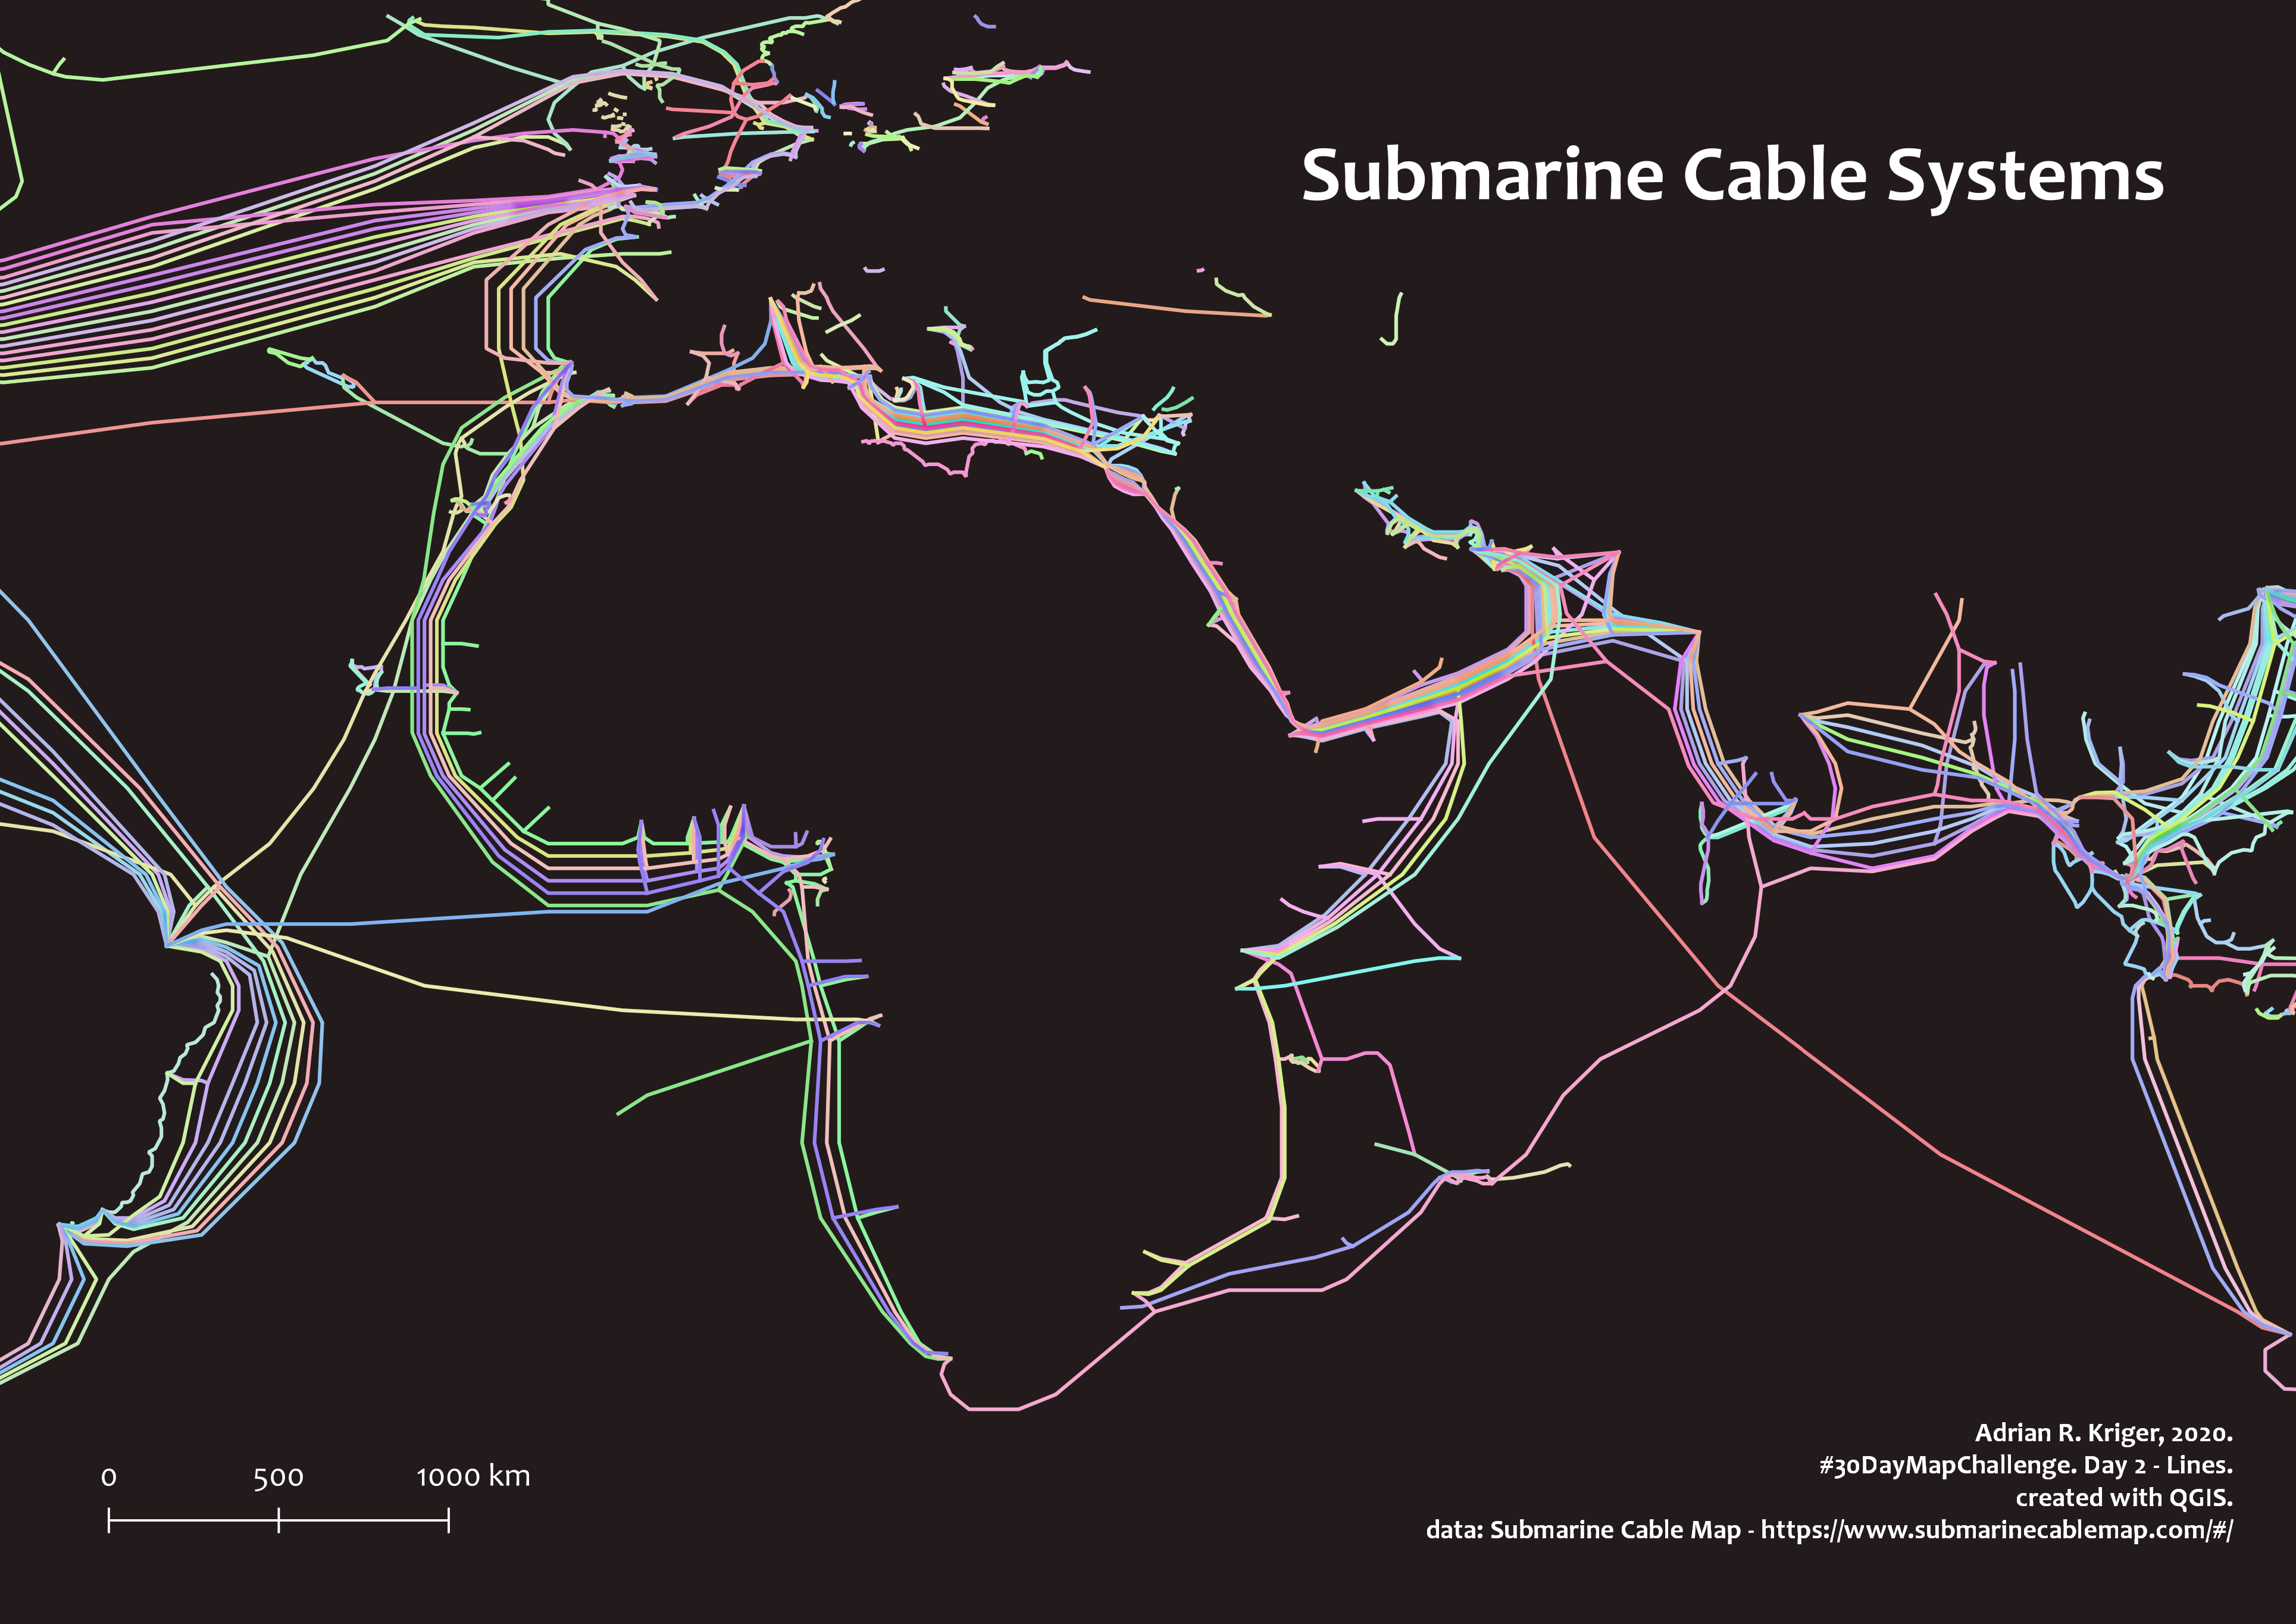 Submarine Cable Systems
Adrian R. Kriger, 2020.
#30DayMapChallenge. Day 2 - Lines.
created with QGIS.
data: Submarine Cable Map - https://www.submarinecablemap.com/#/
0 500 1000 km